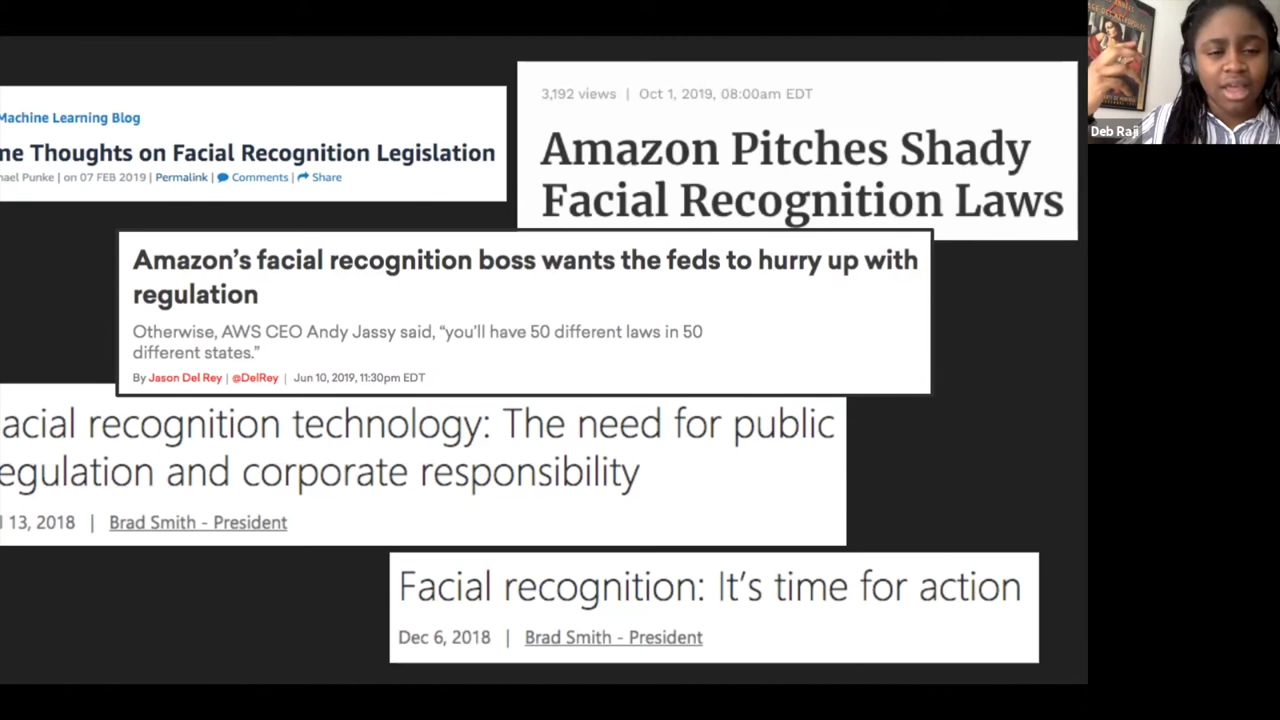 Machine Learning Blog
me Thoughts on Facial Recognition Legislation
hael Punke | on 07 FEB 2019 | Permalink | Comments | Share
3,192 views | Oct 1, 2019, 08:00am EDT
Amazon Pitches Shady
Facial Recognition Laws
Amazon's facial recognition boss wants the feds to hurry up with
regulation
Otherwise, AWS CEO Andy Jassy said, “you'll have 50 different laws in 50
different states.”
By Jason Del Rey | @DelRey | Jun 10, 2019, 11:30pm EDT
acial recognition technology: The need for public
egulation and corporate responsibility
l 13, 2018 | Brad Smith - President
Facial recognition: It's time for action
Dec 6, 2018 | Brad Smith - President
Deb Raji